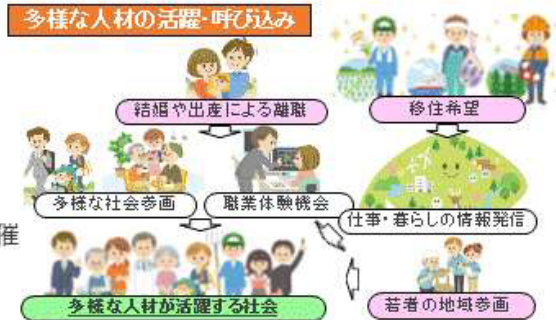 多様な人材の活躍・呼び込み
結婚や出産による離職
移住希望
多様な社会参画
職業体験機会
仕事・暮らしの情報発信
催
多様な人材が活躍する社会
若者の地域参画